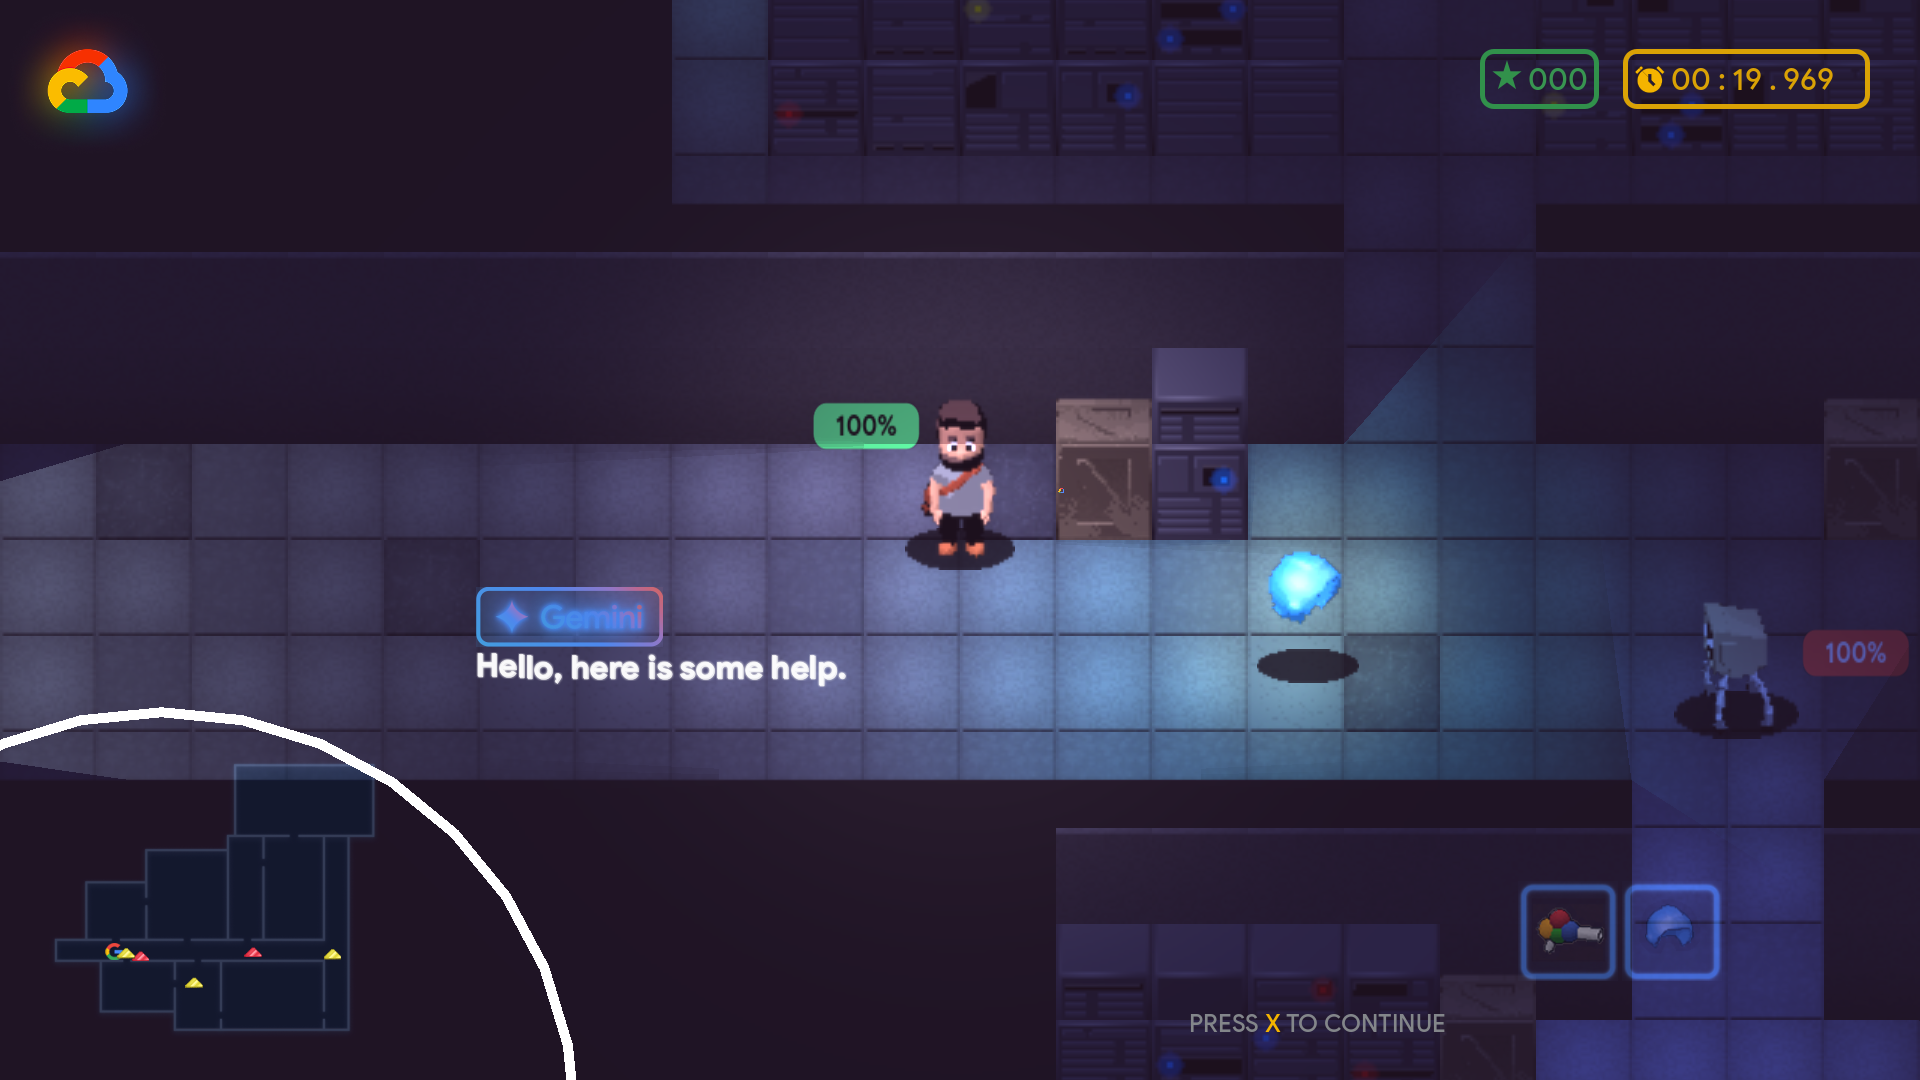 000
00:19.969
100%
Gemini
Hello, here is some help.
100%
PRESS X TO CONTINUE